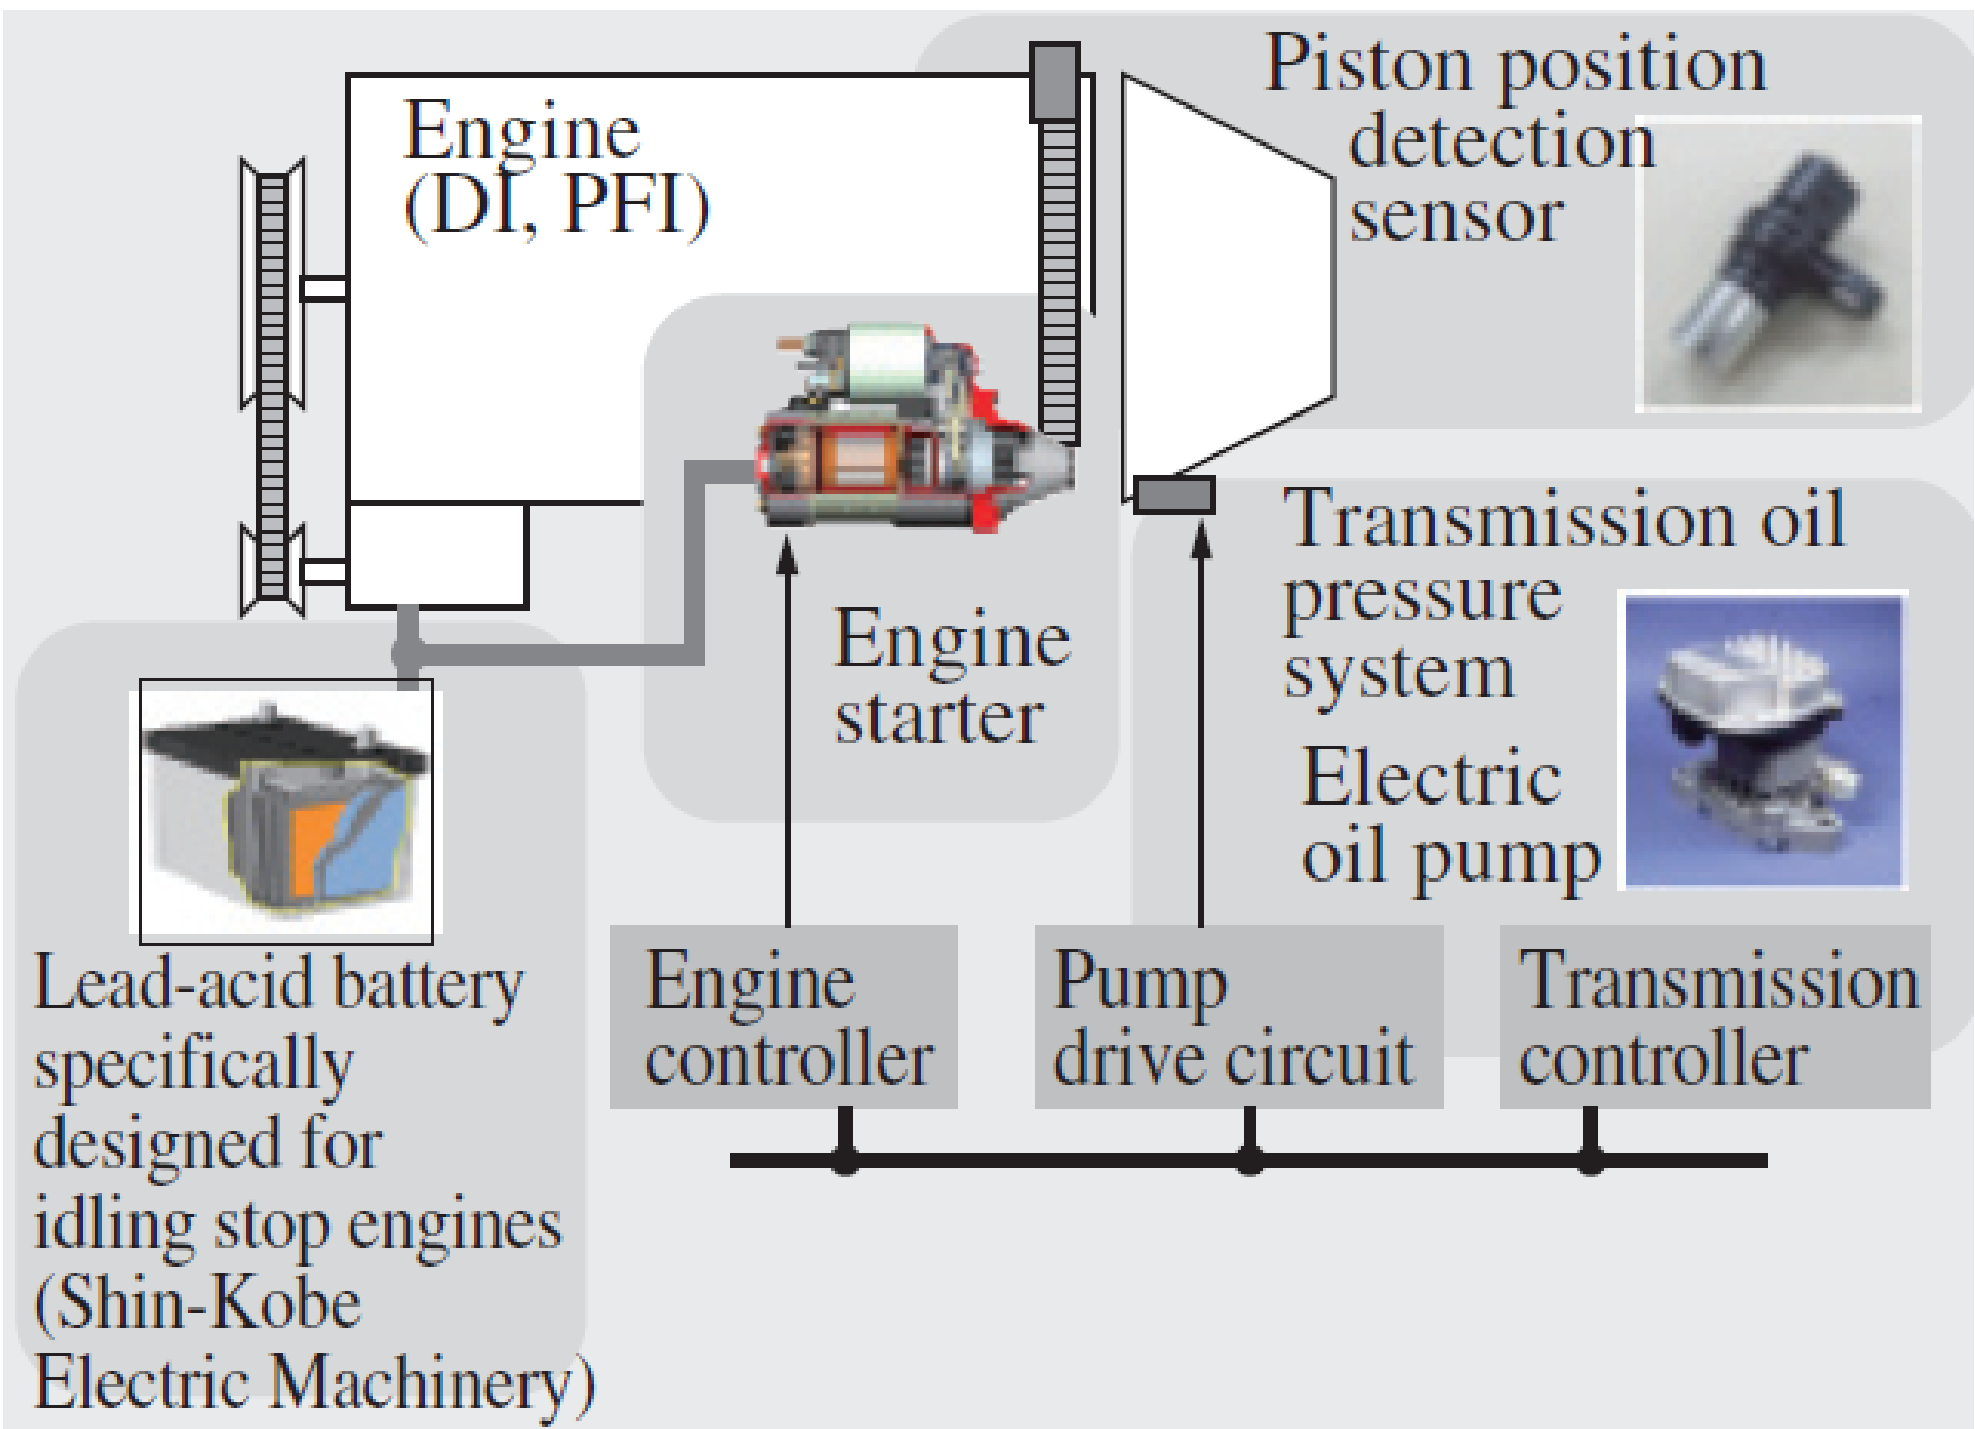 Engine
(DI, PFI)
Piston position
detection
sensor
Engine
starter
Transmission oil
pressure
system
Electric
oil pump
Lead-acid battery
specifically
designed for
idling stop engines
(Shin-Kobe
Electric Machinery)
Engine
controller
Pump
drive circuit
Transmission
controller